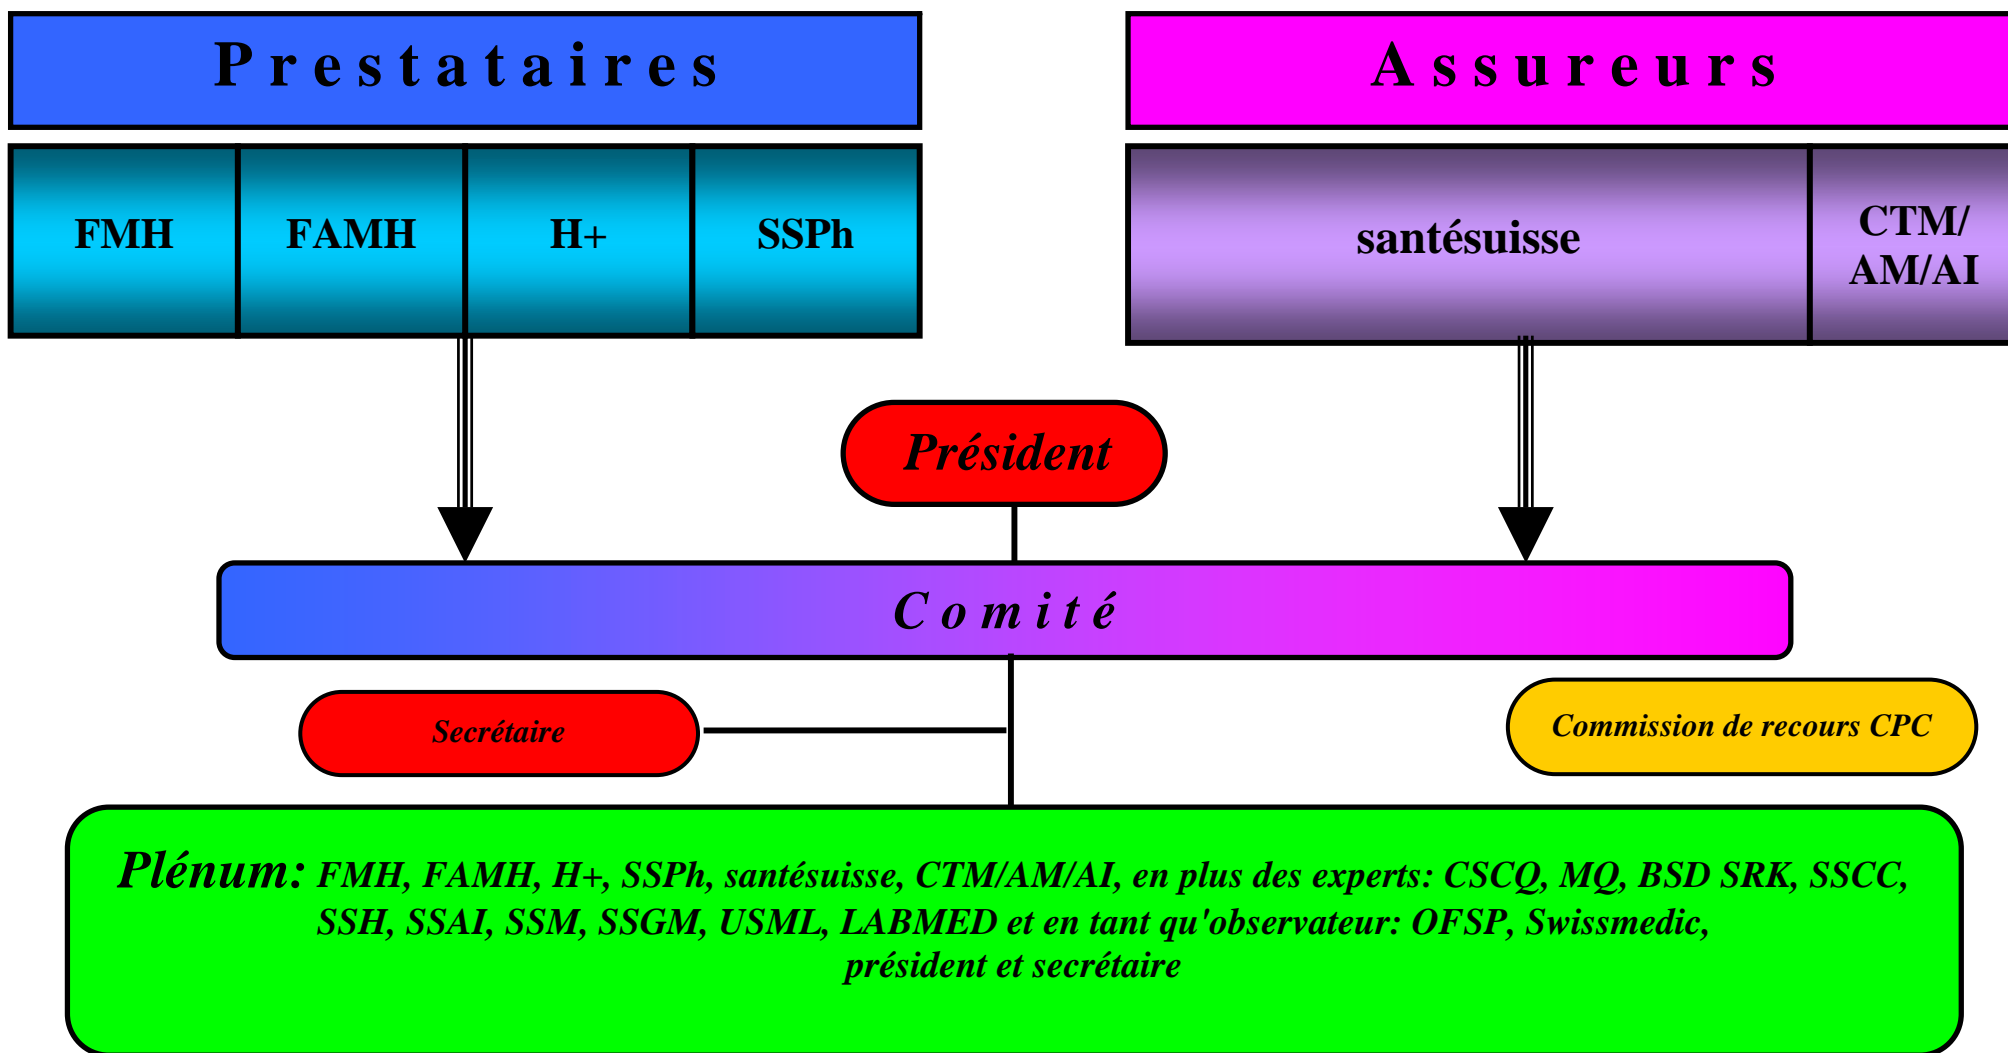 Prestataires
Assureurs
FMH
FAMH
H+
SSPh
santésuisse
CTM/
AM/AI
Président
Comité
Secrétaire
Commission de recours CPC
Plénum: FMH, FAMH, H+, SSPh, santésuisse, CTM/AM/AI, en plus des experts: CSCQ, MQ, BSD SRK, SSCC,
SSH, SSAI, SSM, SSGM, USML, LABMED et en tant qu'observateur: OFSP, Swissmedic,
président et secrétaire